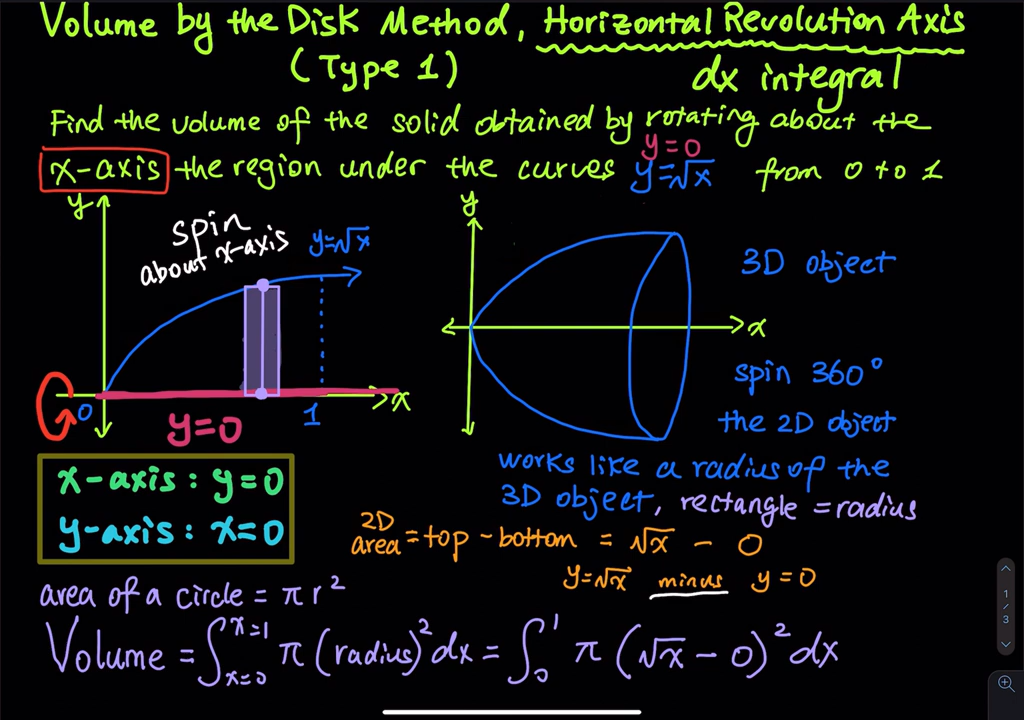 Volume by the Disk Method, Horizontal Revolution Axis
(Type 1) dx integral
Find the volume of the solid obtained by rotating about the
y=0
x-axis the region under the curves y=√x from 0 to 1
y
spin
about x-axis
y=√x
0
1
x
y=0
y
x
3D object
spin 360°
the 2D object
works like a radius of the
3D object, rectangle = radius
x-axis: y=0
y-axis: x=0
2D
area = top - bottom = √x - 0
y=√x minus y=0
area of a circle = πr²
Volume = ∫_{x=0}^{x=1} π(radius)² dx = ∫_0^1 π(√x - 0)² dx
1
/
3